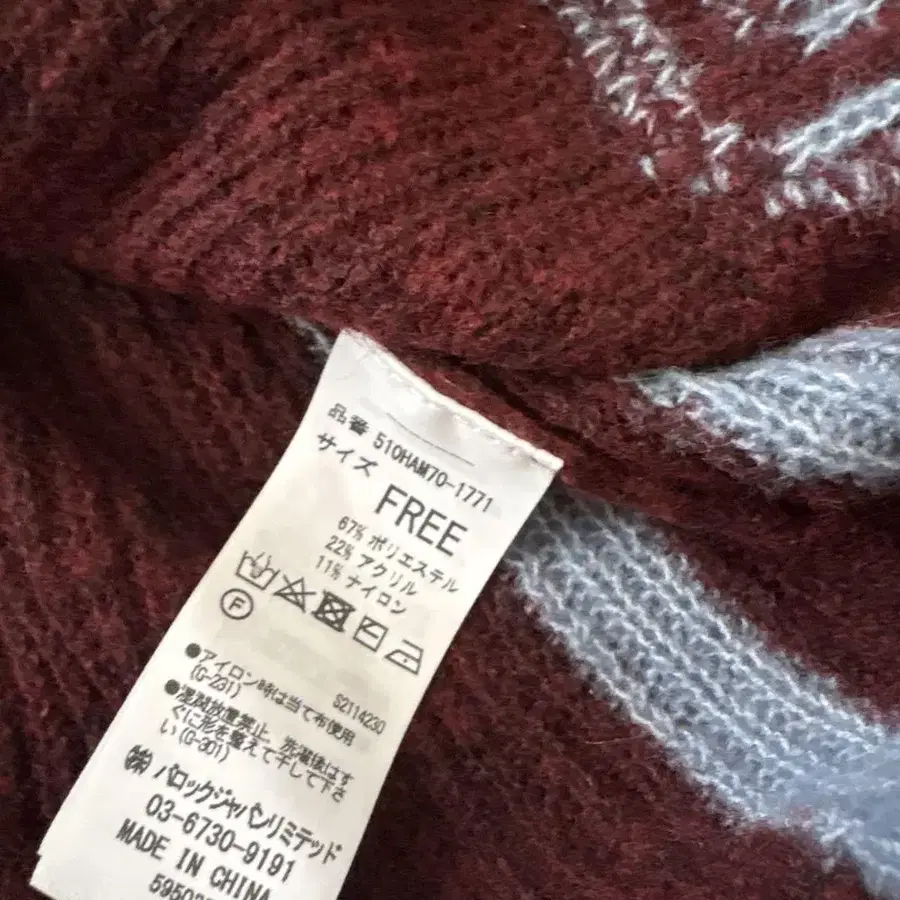 品番 510HAM70-1771
サイズ
FREE
67% ポリエステル
22% アクリル
11% ナイロン
F
S2114230
●アイロン時は当て布使用
(G-231)
●湿潤放置禁止、洗濯後はす
ぐに形を整えて干して下さ
い(G-301)
㈱バロックジャパンリミテッド
03-6730-9191
MADE IN CHINA